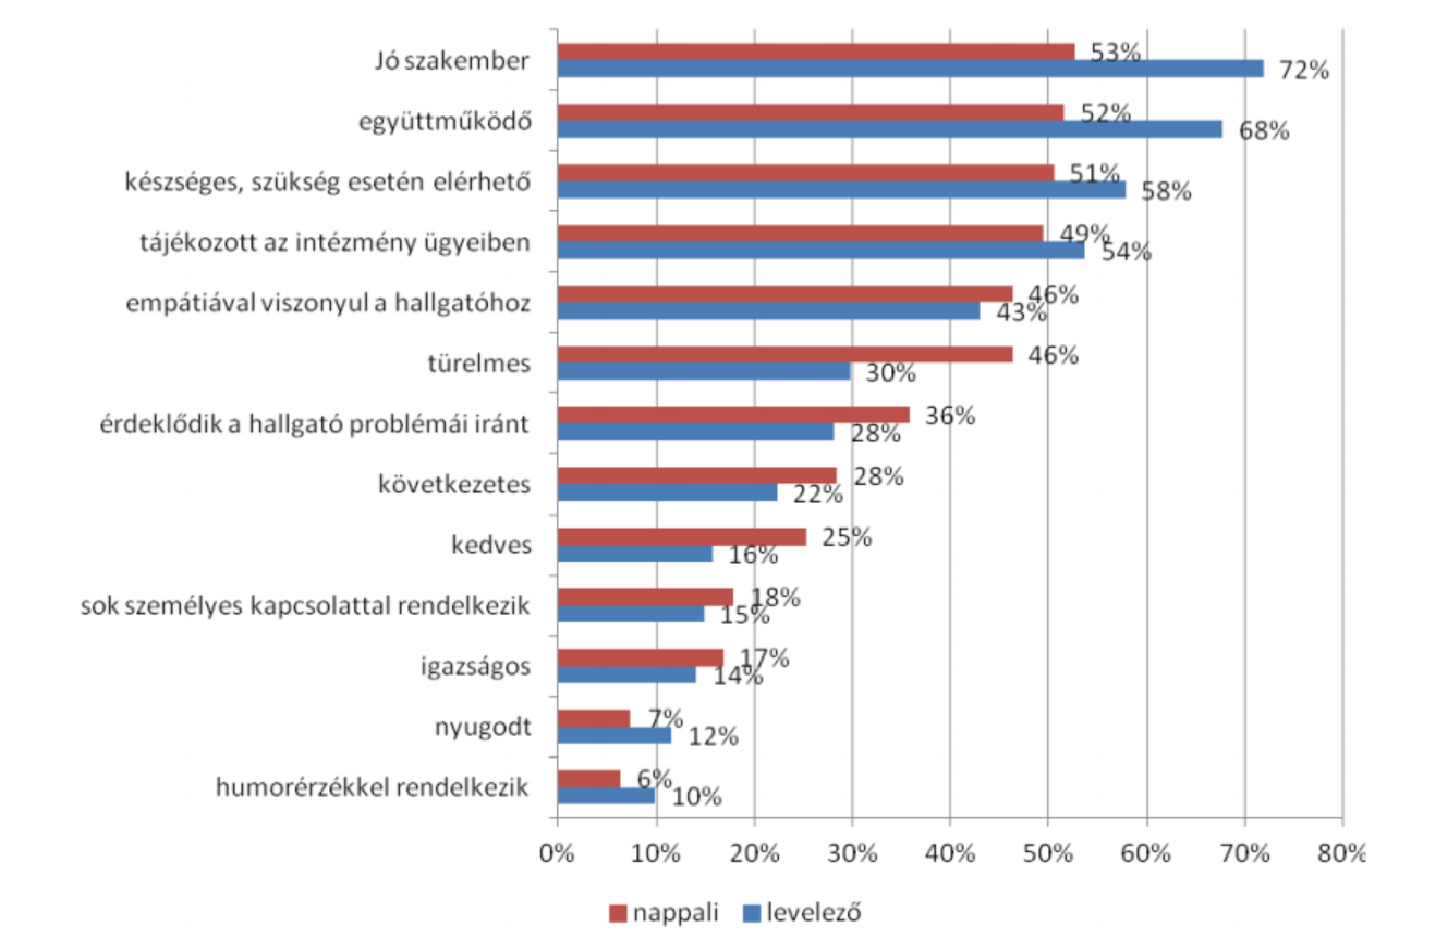 Jó szakember
53%
72%
együttműködő
52%
68%
készséges, szükség esetén elérhető
51%
58%
tájékozott az intézmény ügyeiben
49%
54%
empátiával viszonyul a hallgatóhoz
46%
43%
türelmes
46%
30%
érdeklődik a hallgató problémái iránt
36%
28%
következetes
28%
22%
kedves
25%
16%
sok személyes kapcsolattal rendelkezik
18%
15%
igazságos
17%
14%
nyugodt
7%
12%
humorérzékkel rendelkezik
6%
10%
0% 10% 20% 30% 40% 50% 60% 70% 80%
nappali levelező